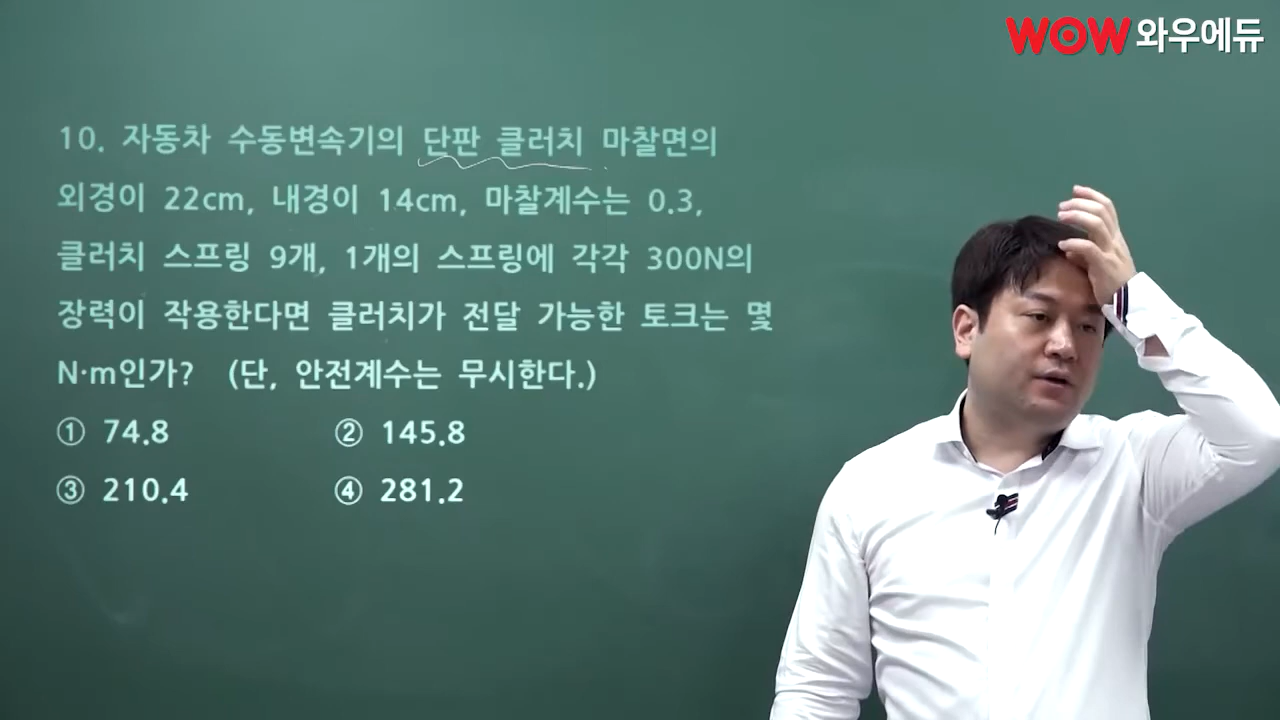 WOW와우에듀
10. 자동차 수동변속기의 단판 클러치 마찰면의
외경이 22cm, 내경이 14cm, 마찰계수는 0.3,
클러치 스프링 9개, 1개의 스프링에 각각 300N의
장력이 작용한다면 클러치가 전달 가능한 토크는 몇
N·m인가? (단, 안전계수는 무시한다.)
① 74.8 ② 145.8
③ 210.4 ④ 281.2